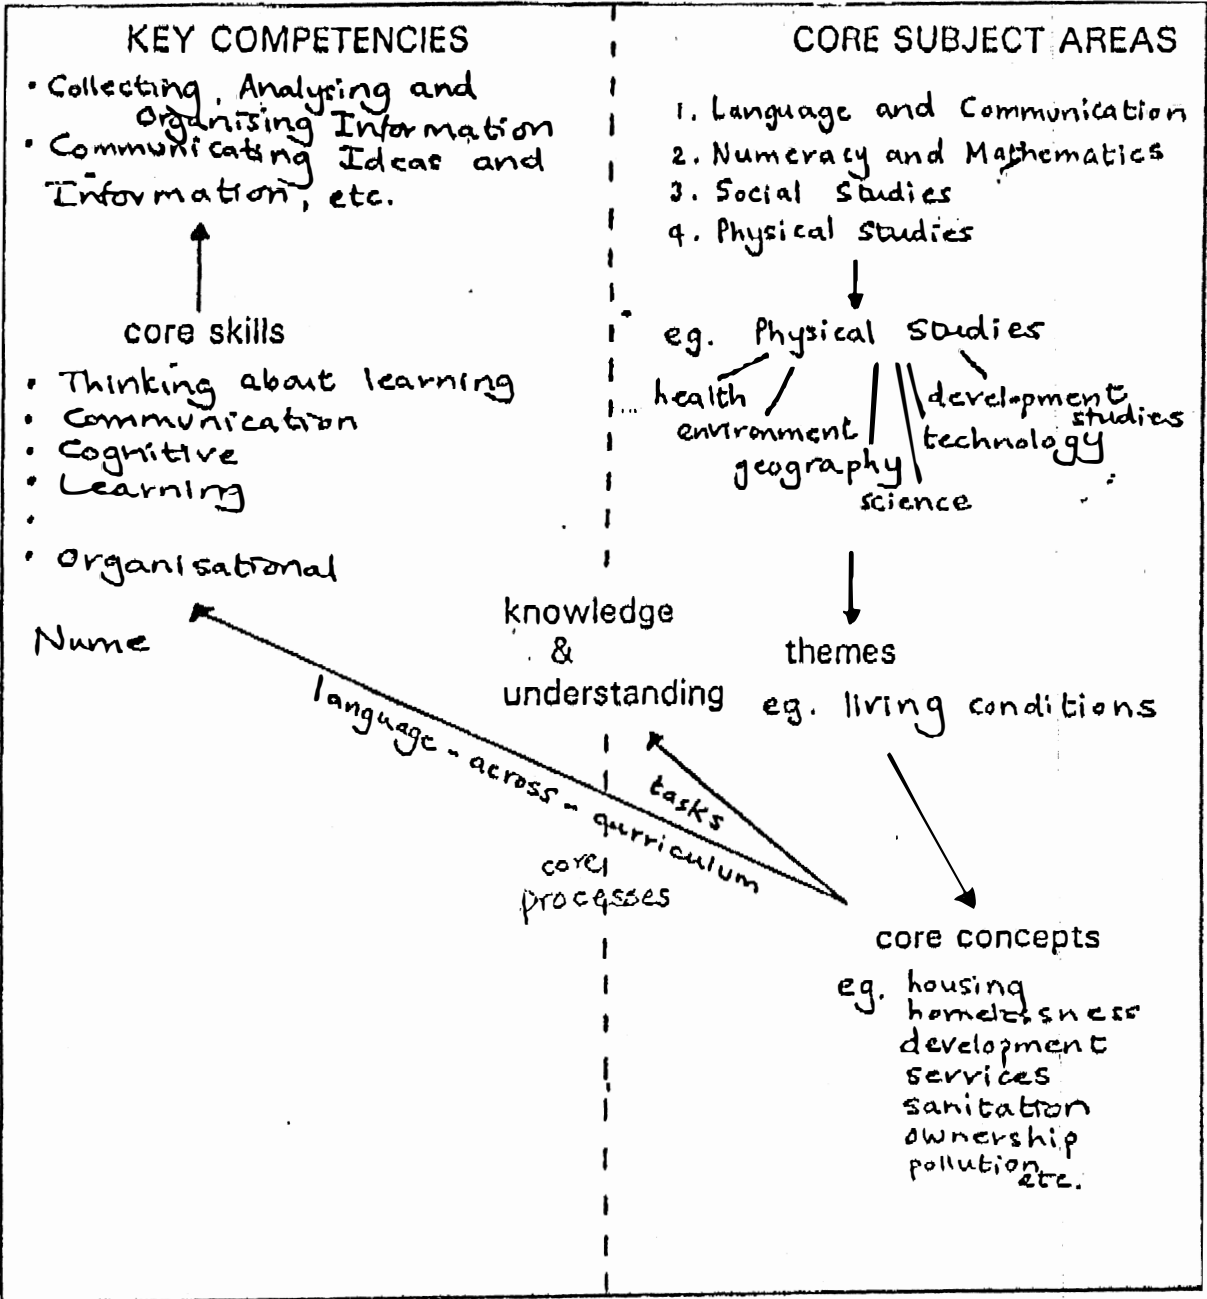 KEY COMPETENCIES
• Collecting, Analysing and
Organising Information
• Communicating Ideas and
Information, etc.
core skills
• Thinking about learning
• Communication
• Cognitive
• Learning
•
• Organisational
Nume
CORE SUBJECT AREAS
1. Language and Communication
2. Numeracy and Mathematics
3. Social Studies
4. Physical Studies
eg. Physical Studies
health
environment
geography
science
technology
development
studies
knowledge
&
understanding
themes
eg. living conditions
language-across-qurriculum
tasks
core
processes
core concepts
eg. housing
homelessness
development
services
sanitation
ownership
pollution
etc.